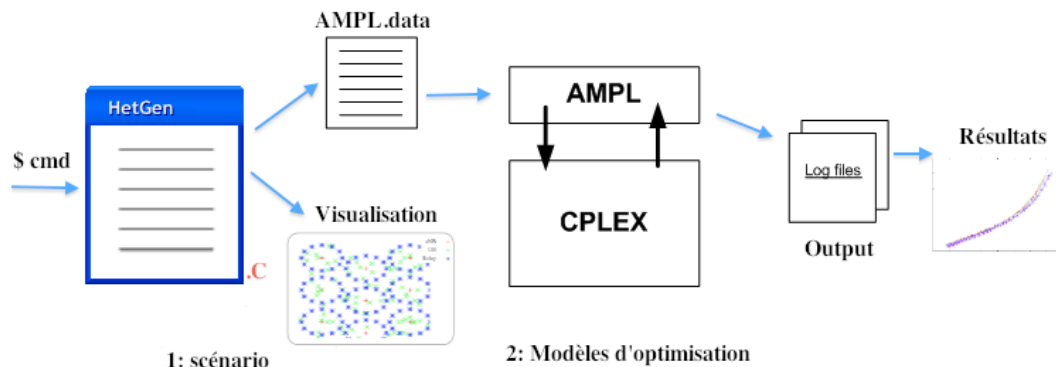 AMPL.data
HetGen
$ cmd
.C
Visualisation
AMPL
CPLEX
Log files
Output
Résultats
1: scénario
2: Modèles d'optimisation